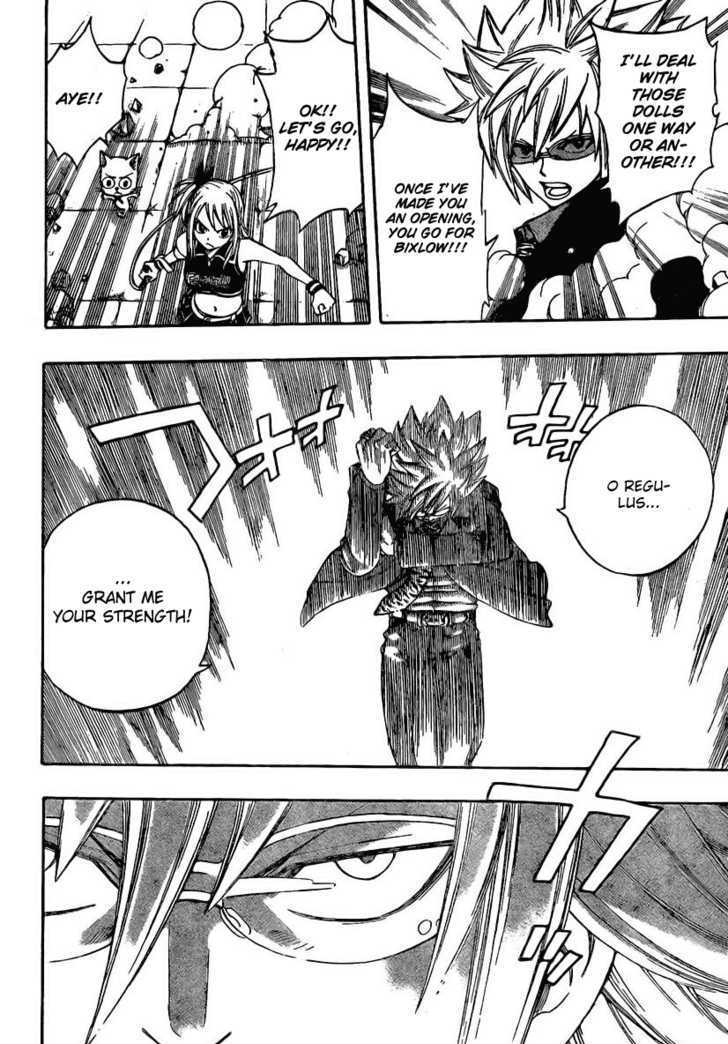 I'LL DEAL
WITH
THOSE
DOLLS
ONE WAY
OR AN-
OTHER!!!
ONCE I'VE
MADE YOU
AN OPENING,
YOU GO FOR
BIXLOW!!!
OK!!
LET'S GO,
HAPPY!!
AYE!!
O REGU-
LUS...
...
GRANT ME
YOUR STRENGTH!
カ